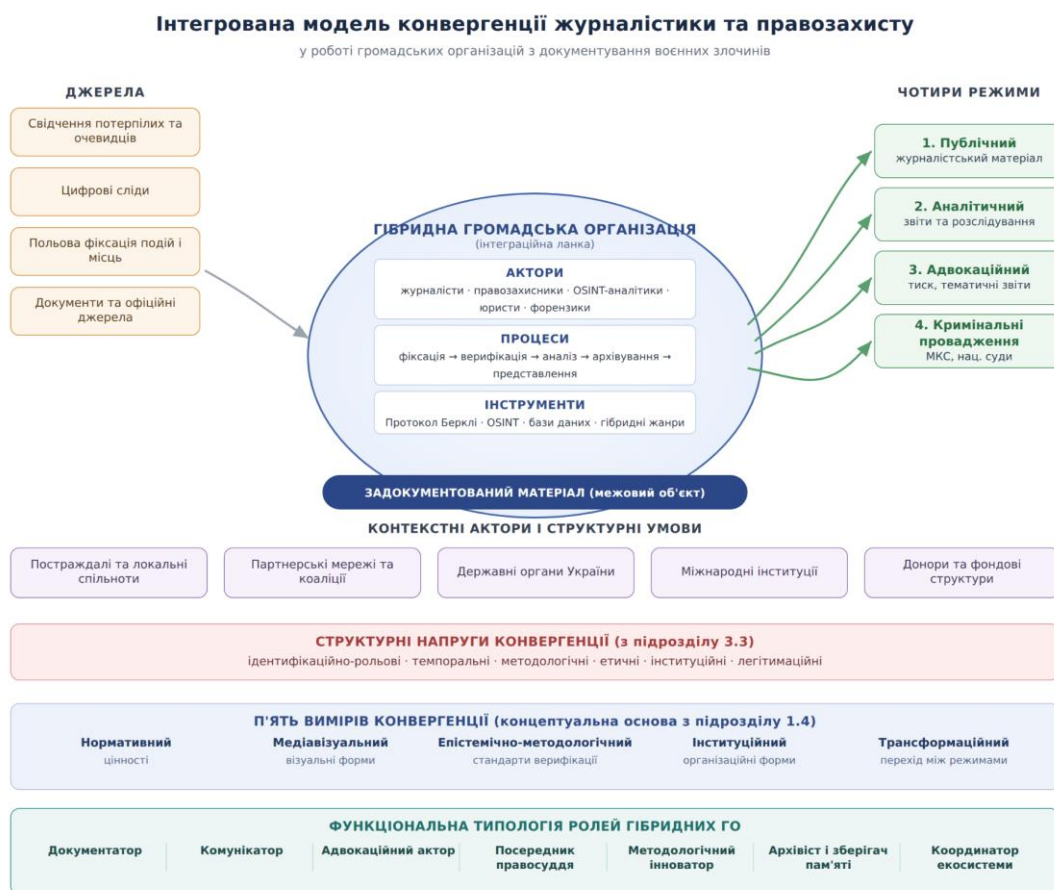 Інтегрована модель конвергенції журналістики та правозахисту
у роботі громадських організацій з документування воєнних злочинів
ДЖЕРЕЛА
Свідчення потерпілих та
очевидців
Цифрові сліди
Польова фіксація подій і
місць
Документи та офіційні
джерела
ГІБРИДНА ГРОМАДСЬКА ОРГАНІЗАЦІЯ
(інтеграційна ланка)
АКТОРИ
журналісти · правозахисники · OSINT-аналітики ·
юристи · форензики
ПРОЦЕСИ
фіксація → верифікація → аналіз → архівування →
представлення
ІНСТРУМЕНТИ
Протокол Берклі · OSINT · бази даних · гібридні жанри
ЗАДОКУМЕНТОВАНИЙ МАТЕРІАЛ (межовий об'єкт)
ЧОТИРИ РЕЖИМИ
1. Публічний
журналістський матеріал
2. Аналітичний
звіти та розслідування
3. Адвокаційний
тиск, тематичні звіти
4. Кримінальні
провадження
МКС, нац. суди
КОНТЕКСТНІ АКТОРИ І СТРУКТУРНІ УМОВИ
Постраждалі та локальні
спільноти
Партнерські мережі та
коаліції
Державні органи України
Міжнародні інституції
Донори та фондові
структури
СТРУКТУРНІ НАПРУГИ КОНВЕРГЕНЦІЇ (з підрозділу 3.3)
ідентифікаційно-рольові · темпоральні · методологічні · етичні · інституційні · легітимаційні
П'ЯТЬ ВИМІРІВ КОНВЕРГЕНЦІЇ (концептуальна основа з підрозділу 1.4)
Нормативний
цінності
Медіавізуальний
візуальні форми
Епістемічно-методологічний
стандарти верифікації
Інституційний
організаційні форми
Трансформаційний
перехід між режимами
ФУНКЦІОНАЛЬНА ТИПОЛОГІЯ РОЛЕЙ ГІБРИДНИХ ГО
Документатор
Комунікатор
Адвокаційний актор
Посередник
правосуддя
Методологічний
інноватор
Архівіст і зберігач
пам'яті
Координатор
екосистеми